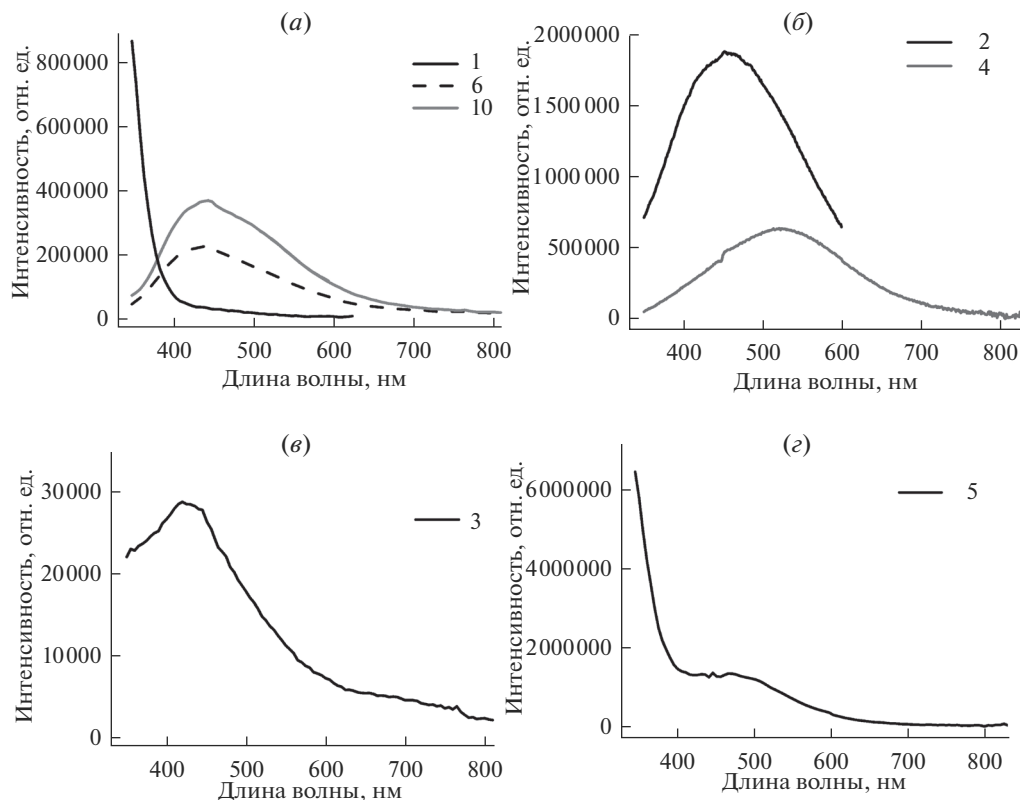 (а)
Интенсивность, отн. ед.
800000
600000
400000
200000
0
1
6
10
400 500 600 700 800
Длина волны, нм
(б)
Интенсивность, отн. ед.
2000000
1500000
1000000
500000
0
2
4
400 500 600 700 800
Длина волны, нм
(в)
Интенсивность, отн. ед.
30000
20000
10000
0
3
400 500 600 700 800
Длина волны, нм
(г)
Интенсивность, отн. ед.
6000000
4000000
2000000
0
5
400 500 600 700 800
Длина волны, нм